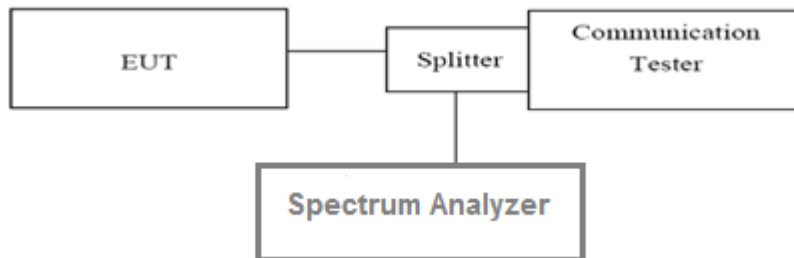 EUT
Splitter
Communication
Tester
Spectrum Analyzer